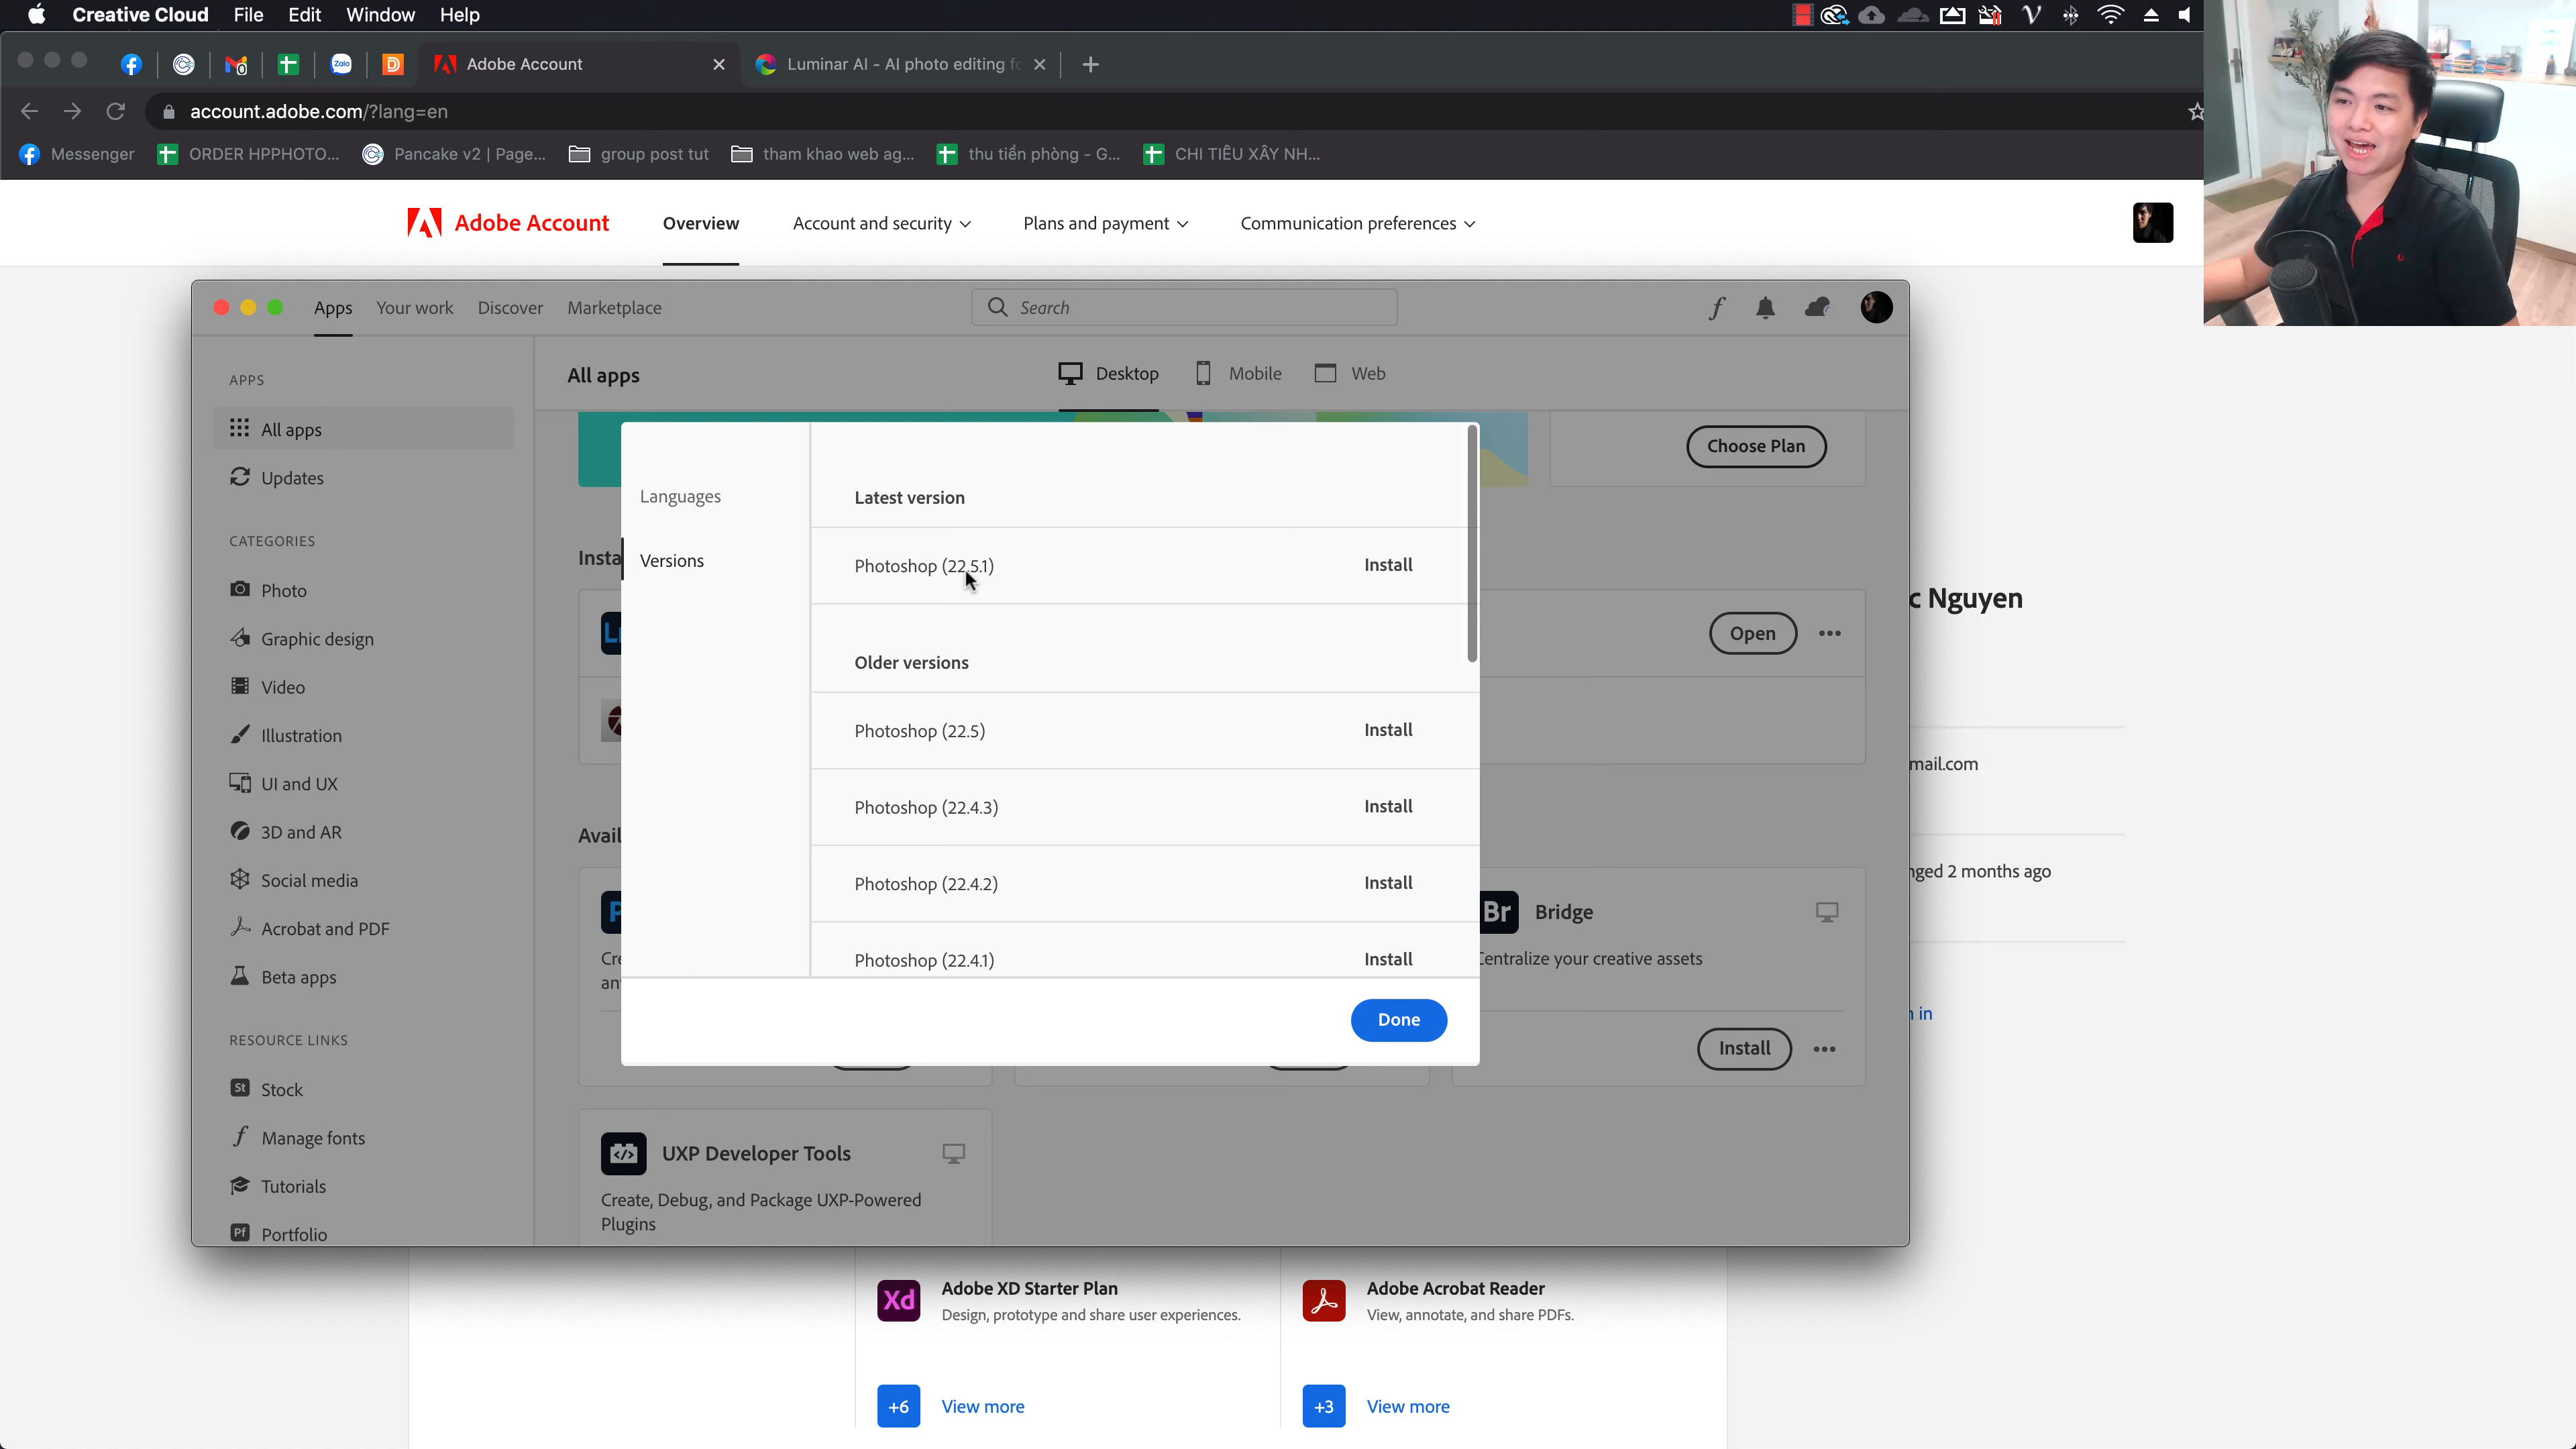 Creative Cloud File Edit Window Help
Adobe Account
Luminar AI - AI photo editing fo
account.adobe.com/?lang=en
Messenger
ORDER HPPHOTO...
Pancake v2 | Page...
group post tut
tham khao web ag...
thu tiền phòng - G...
CHI TIÊU XÂY NH...
Adobe Account
Overview
Account and security
Plans and payment
Communication preferences
Apps
Your work
Discover
Marketplace
Search
APPS
All apps
Updates
CATEGORIES
Photo
Graphic design
Video
Illustration
UI and UX
3D and AR
Social media
Acrobat and PDF
Beta apps
RESOURCE LINKS
St Stock
Manage fonts
Tutorials
Pf Portfolio
All apps
Desktop
Mobile
Web
Choose Plan
Insta
Open
Avail
Languages
Versions
Latest version
Photoshop (22.5.1) Install
Older versions
Photoshop (22.5) Install
Photoshop (22.4.3) Install
Photoshop (22.4.2) Install
Photoshop (22.4.1) Install
Done
Br Bridge
Centralize your creative assets
Install
UXP Developer Tools
Create, Debug, and Package UXP-Powered
Plugins
c Nguyen
mail.com
nged 2 months ago
n in
Xd Adobe XD Starter Plan
Design, prototype and share user experiences.
Adobe Acrobat Reader
View, annotate, and share PDFs.
+6 View more
+3 View more